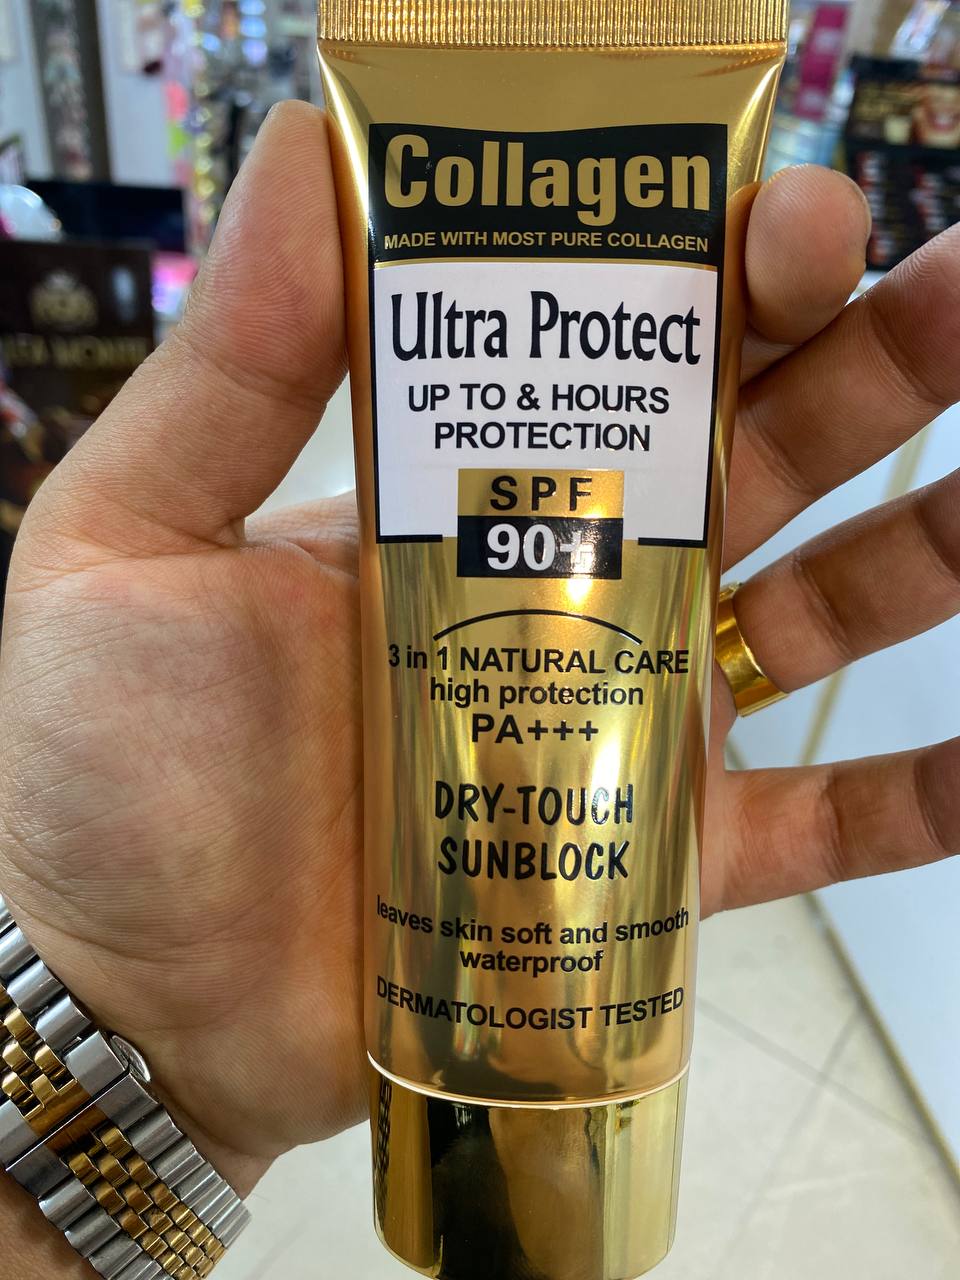 Collagen
MADE WITH MOST PURE COLLAGEN
Ultra Protect
UP TO & HOURS
PROTECTION
SPF
90+
3 in 1 NATURAL CARE
high protection
PA+++
DRY-TOUCH
SUNBLOCK
leaves skin soft and smooth
waterproof
DERMATOLOGIST TESTED